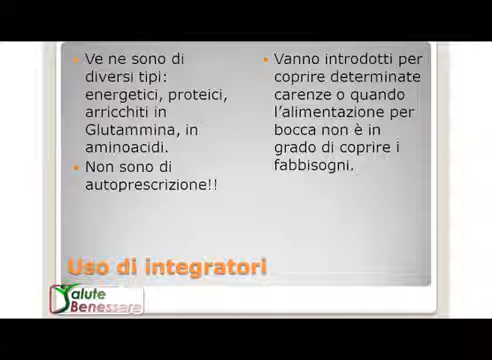 Ve ne sono di
diversi tipi:
energetici, proteici,
arricchiti in
Glutammina, in
aminoacidi.
Non sono di
autoprescrizione!!
Vanno introdotti per
coprire determinate
carenze o quando
l'alimentazione per
bocca non è in
grado di coprire i
fabbisogni.
Uso di integratori
Salute
Benessere